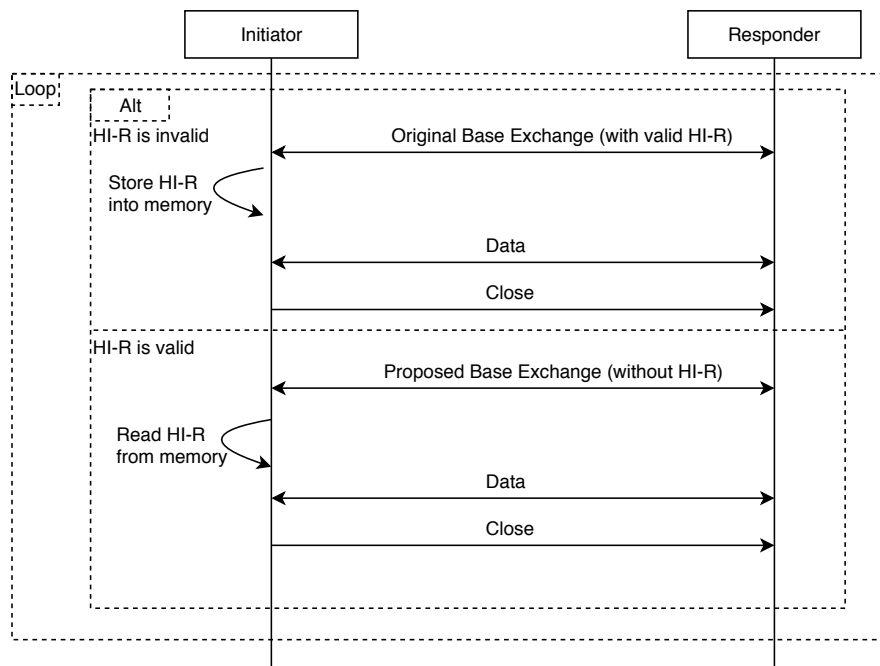 Initiator
Responder
Loop
Alt
HI-R is invalid
Original Base Exchange (with valid HI-R)
Store HI-R
into memory
Data
Close
HI-R is valid
Proposed Base Exchange (without HI-R)
Read HI-R
from memory
Data
Close